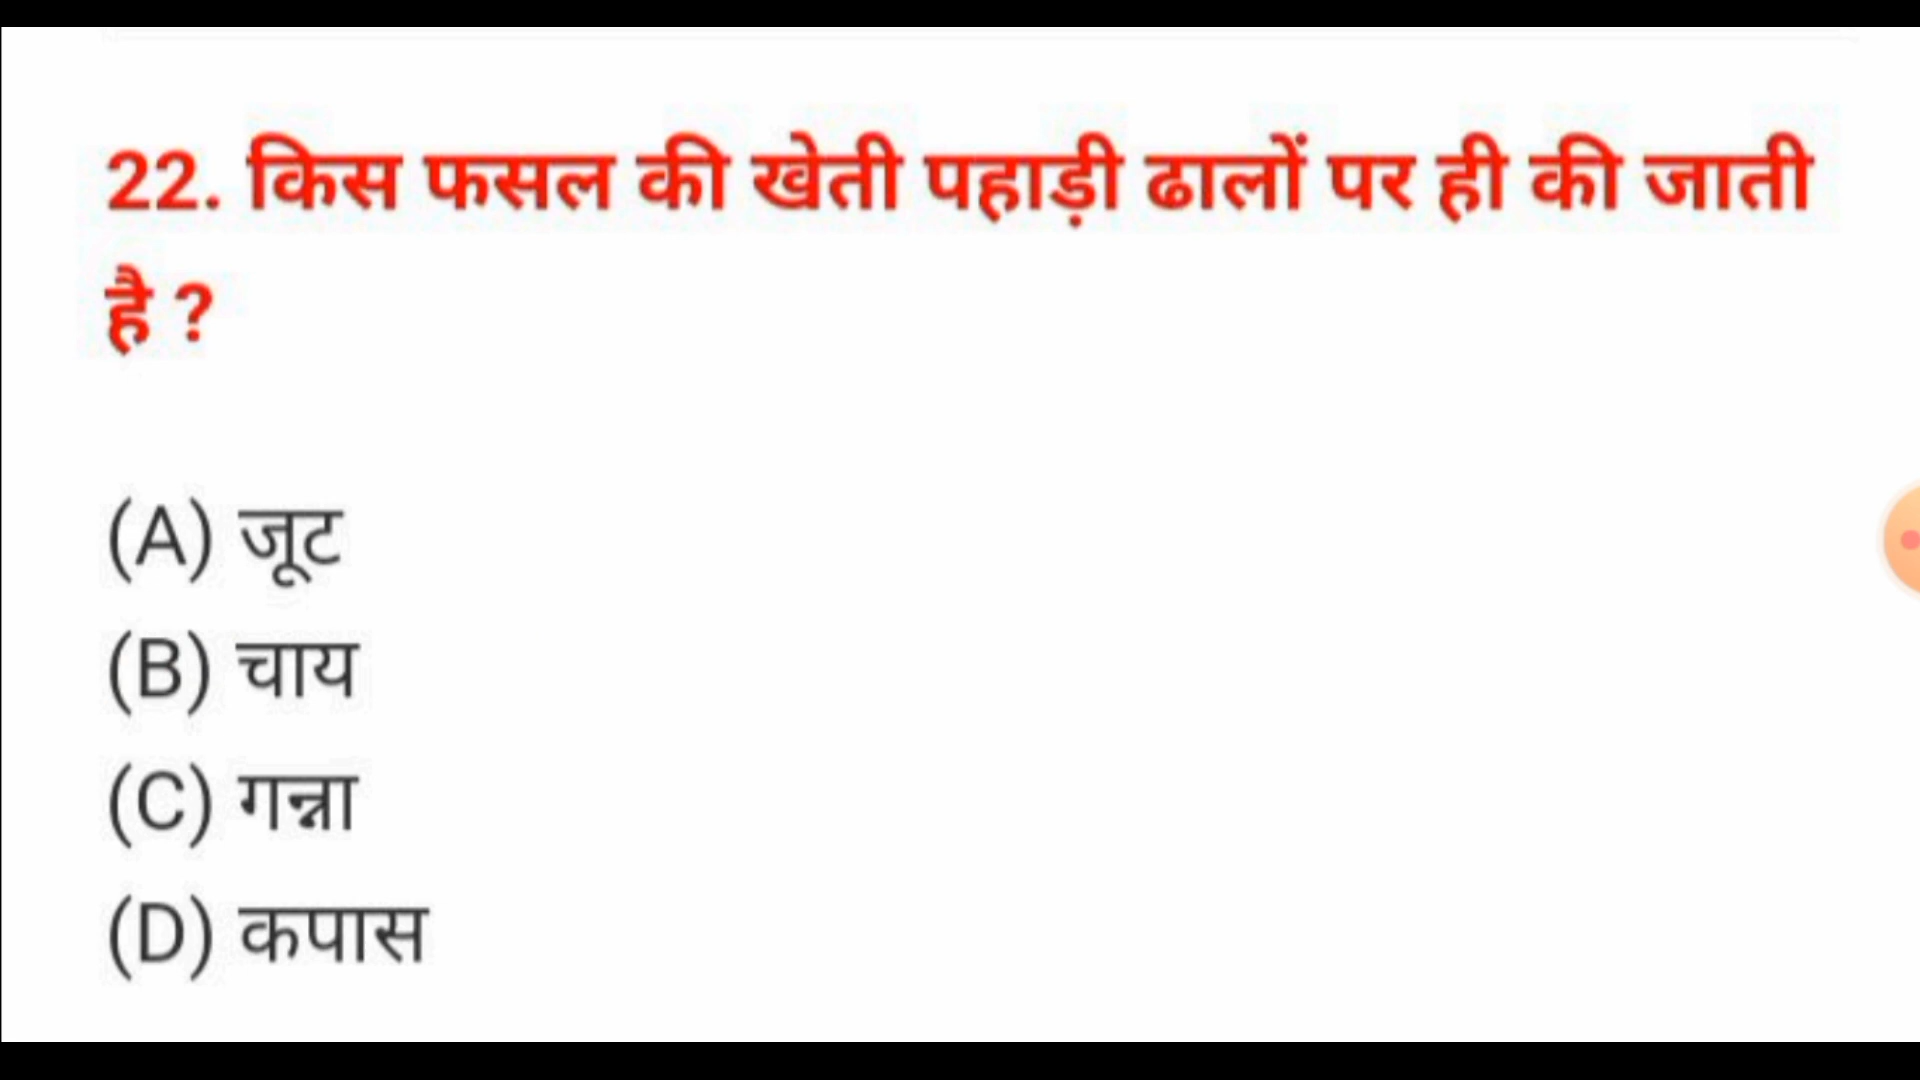 22. किस फसल की खेती पहाड़ी ढालों पर ही की जाती
है ?
(A) जूट
(B) चाय
(C) गन्ना
(D) कपास